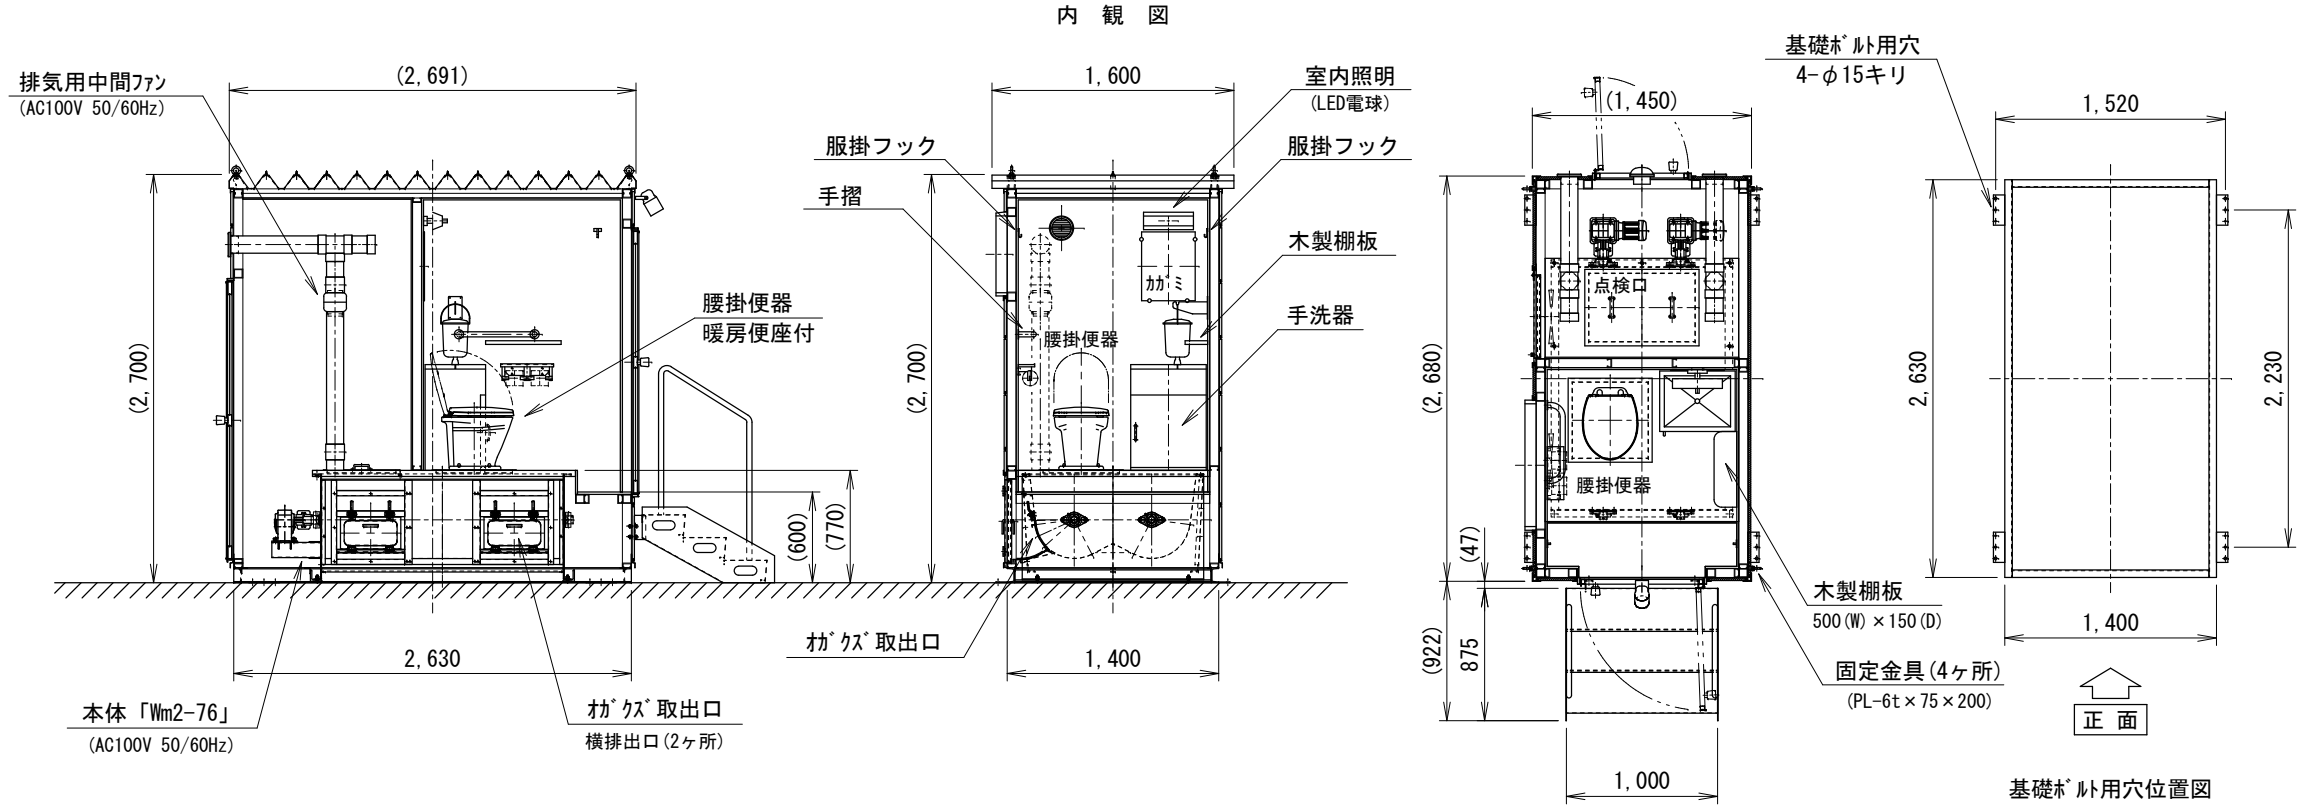 内 観 図
排気用中間ﾌｧﾝ
(AC100V 50/60Hz)
(2,691)
(2,700)
腰掛便器
暖房便座付
(600)
(770)
2,630
本体「Wm2-76」
(AC100V 50/60Hz)
ｵｶﾞｸｽﾞ取出口
横排出口(2ヶ所)
1,600
室内照明
(LED電球)
服掛フック
服掛フック
手摺
木製棚板
ｶｶﾞﾐ
手洗器
腰掛便器
(2,700)
ｵｶﾞｸｽﾞ取出口
1,400
(1,450)
点検口
(2,680)
腰掛便器
(47)
(922)
875
1,000
木製棚板
500(W)×150(D)
固定金具(4ヶ所)
(PL-6t×75×200)
基礎ﾎﾞﾙﾄ用穴
4-φ15キリ
1,520
2,630
2,230
1,400
正 面
基礎ﾎﾞﾙﾄ用穴位置図